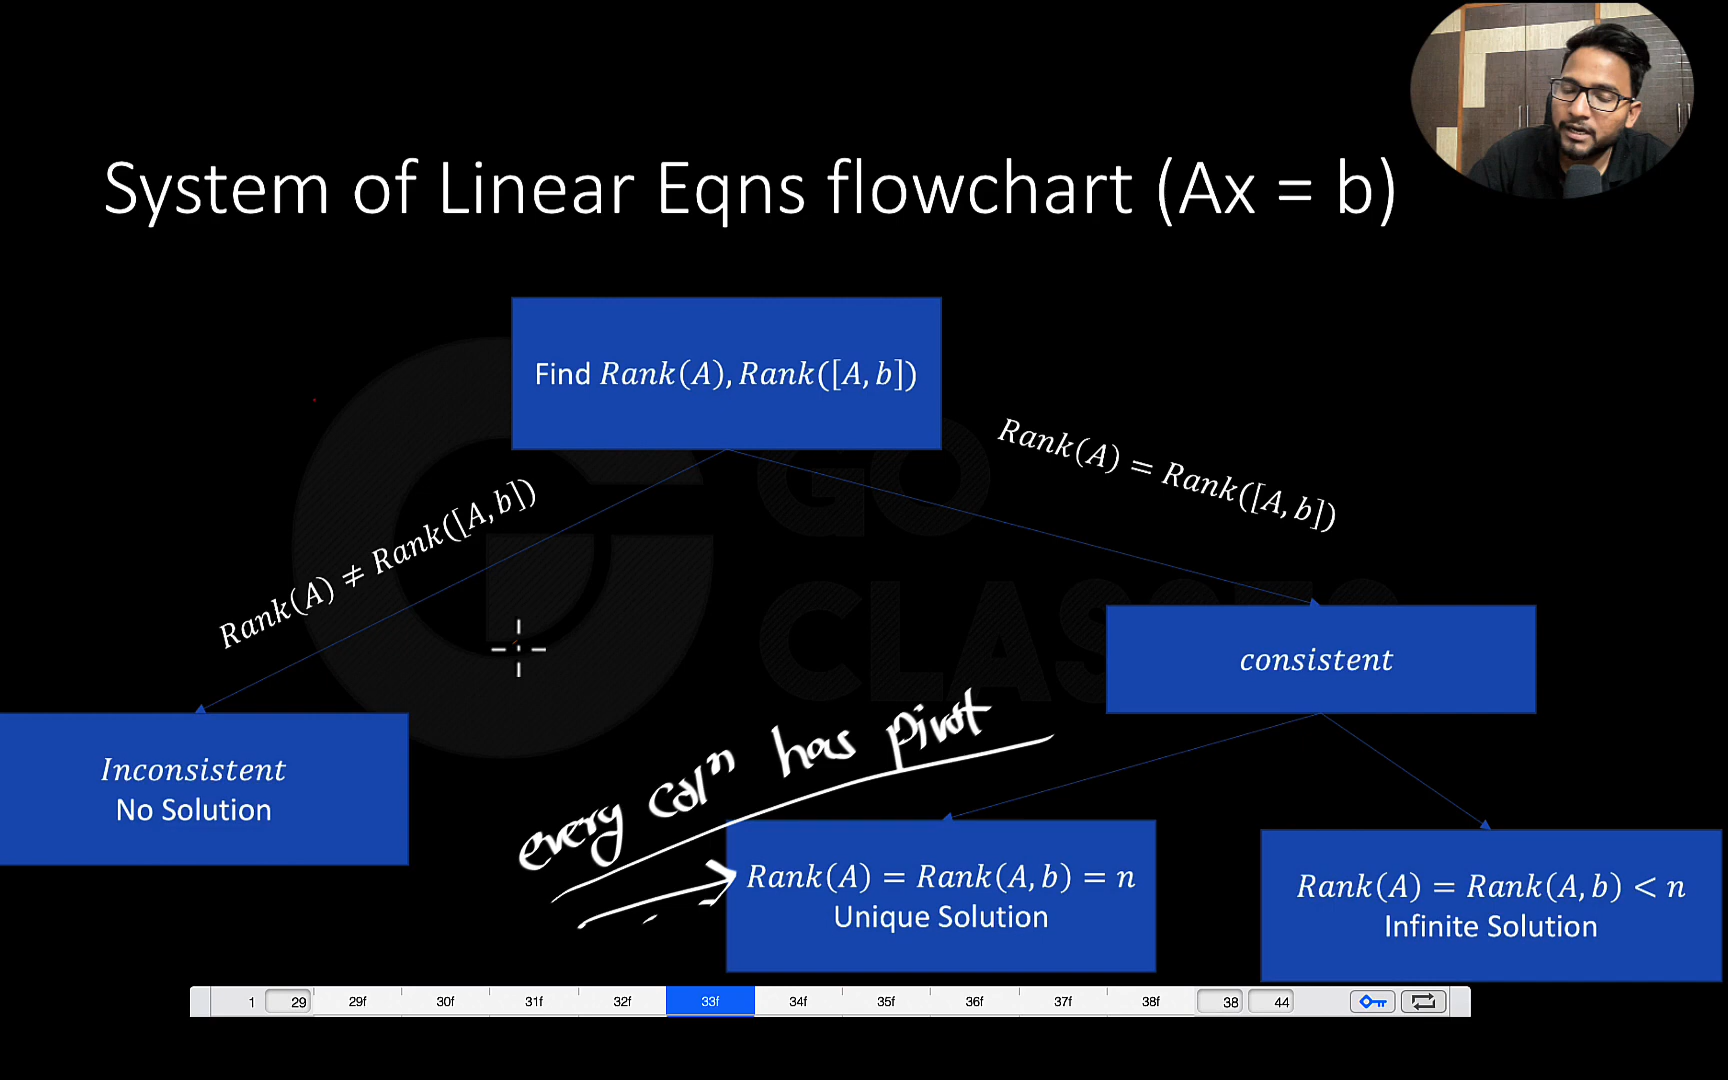 System of Linear Eqns flowchart (Ax = b)
Find Rank(A), Rank([A, b])
Rank(A) = Rank([A, b])
Rank(A) ≠ Rank([A, b])
GO
CLASSES
consistent
Inconsistent
No Solution
every colⁿ has pivot
Rank(A) = Rank(A, b) = n
Unique Solution
Rank(A) = Rank(A, b) < n
Infinite Solution
1 29 29f 30f 31f 32f 33f 34f 35f 36f 37f 38f 38 44